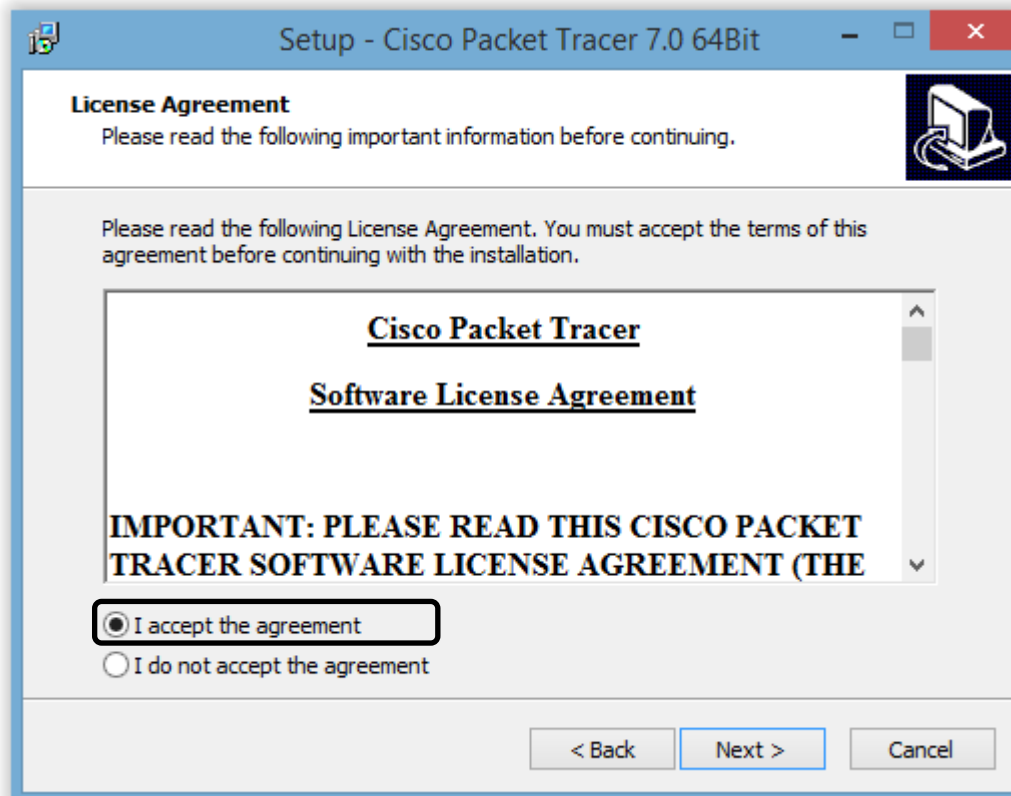 Setup - Cisco Packet Tracer 7.0 64Bit
License Agreement
Please read the following important information before continuing.
Please read the following License Agreement. You must accept the terms of this
agreement before continuing with the installation.
Cisco Packet Tracer
Software License Agreement
IMPORTANT: PLEASE READ THIS CISCO PACKET
TRACER SOFTWARE LICENSE AGREEMENT (THE
I accept the agreement
I do not accept the agreement
< Back Next > Cancel